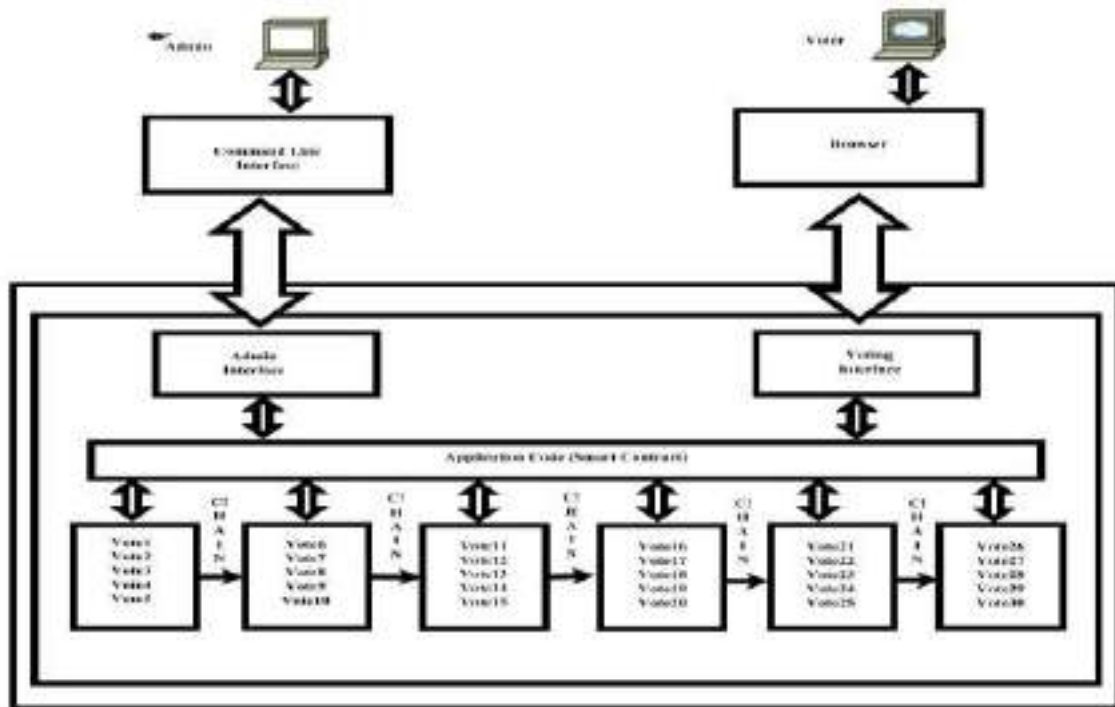 Admin
Voter
Command Line
Interface
Browser
Admin
Interface
Voting
Interface
Application Code (Smart Contract)
CHAIN
CHAIN
CHAIN
CHAIN
CHAIN
Vote1
Vote2
Vote3
Vote4
Vote5
Vote6
Vote7
Vote8
Vote9
Vote10
Vote11
Vote12
Vote13
Vote14
Vote15
Vote16
Vote17
Vote18
Vote19
Vote20
Vote21
Vote22
Vote23
Vote24
Vote25
Vote26
Vote27
Vote28
Vote29
Vote30